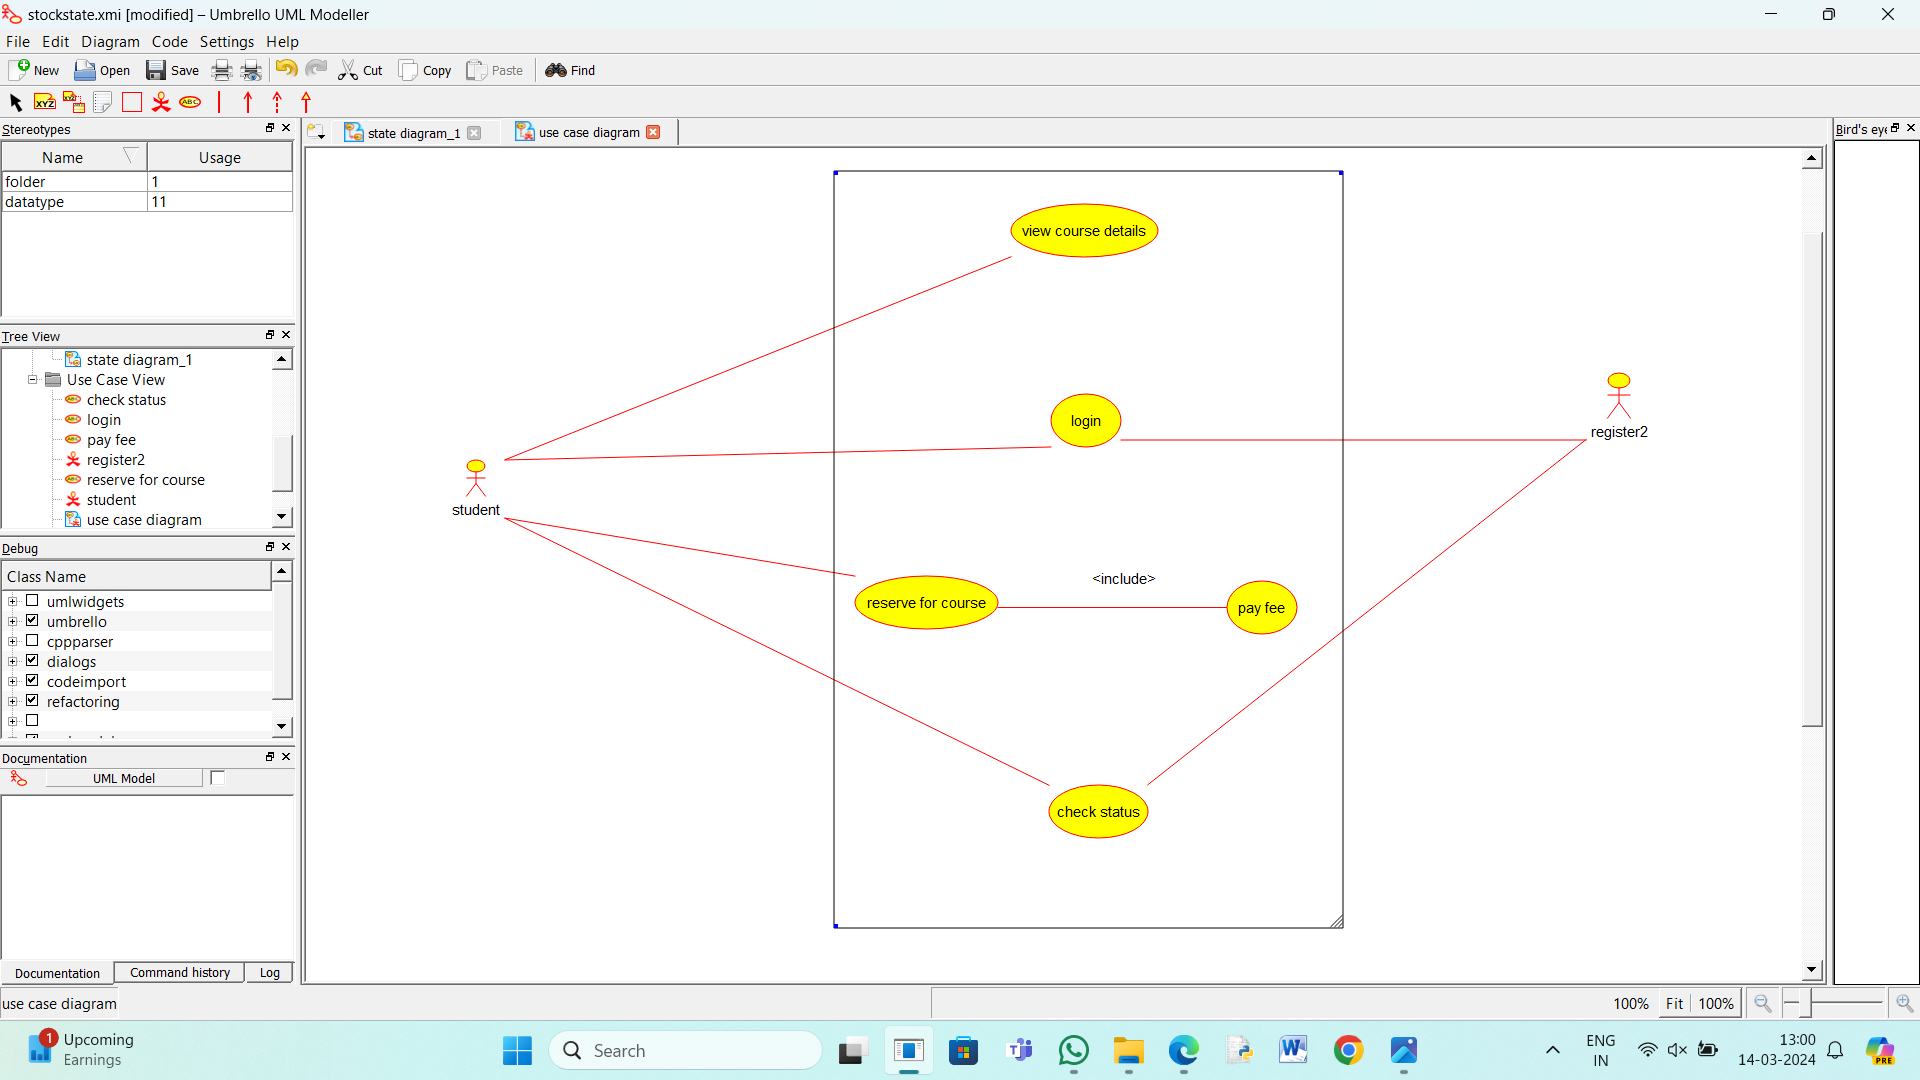 stockstate.xmi [modified] – Umbrello UML Modeller
File Edit Diagram Code Settings Help
New Open Save Cut Copy Paste Find
XYZ XYZ ABC
Stereotypes
Name Usage
folder 1
datatype 11
Tree View
state diagram_1
Use Case View
check status
login
pay fee
register2
reserve for course
student
use case diagram
Debug
Class Name
umlwidgets
umbrello
cppparser
dialogs
codeimport
refactoring
Documentation
UML Model
Documentation Command history Log
state diagram_1 use case diagram
view course details
login
register2
student
<include>
reserve for course pay fee
check status
Bird's eye
use case diagram 100% Fit 100%
1 Upcoming
Earnings
Search
ENG
IN
13:00
14-03-2024
PRE